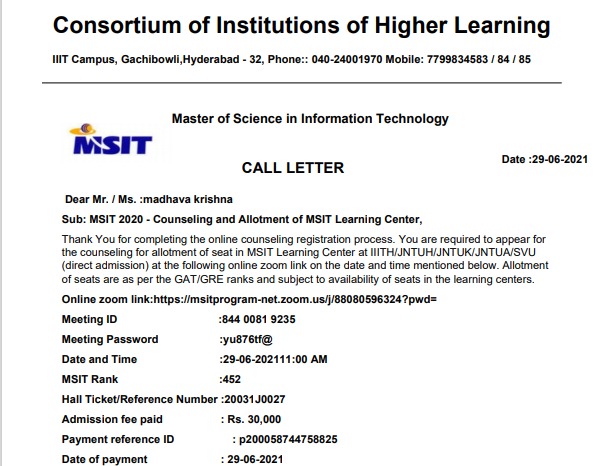 Consortium of Institutions of Higher Learning
IIIT Campus, Gachibowli,Hyderabad - 32, Phone:: 040-24001970 Mobile: 7799834583 / 84 / 85
Master of Science in Information Technology
MSIT
CALL LETTER
Date :29-06-2021
Dear Mr. / Ms. :madhava krishna
Sub: MSIT 2020 - Counseling and Allotment of MSIT Learning Center,
Thank You for completing the online counseling registration process. You are required to appear for
the counseling for allotment of seat in MSIT Learning Center at IIITH/JNTUH/JNTUK/JNTUA/SVU
(direct admission) at the following online zoom link on the date and time mentioned below. Allotment
of seats are as per the GAT/GRE ranks and subject to availability of seats in the learning centers.
Online zoom link:https://msitprogram-net.zoom.us/j/88080596324?pwd=
Meeting ID :844 0081 9235
Meeting Password :yu876tf@
Date and Time :29-06-202111:00 AM
MSIT Rank :452
Hall Ticket/Reference Number :20031J0027
Admission fee paid : Rs. 30,000
Payment reference ID : p200058744758825
Date of payment : 29-06-2021